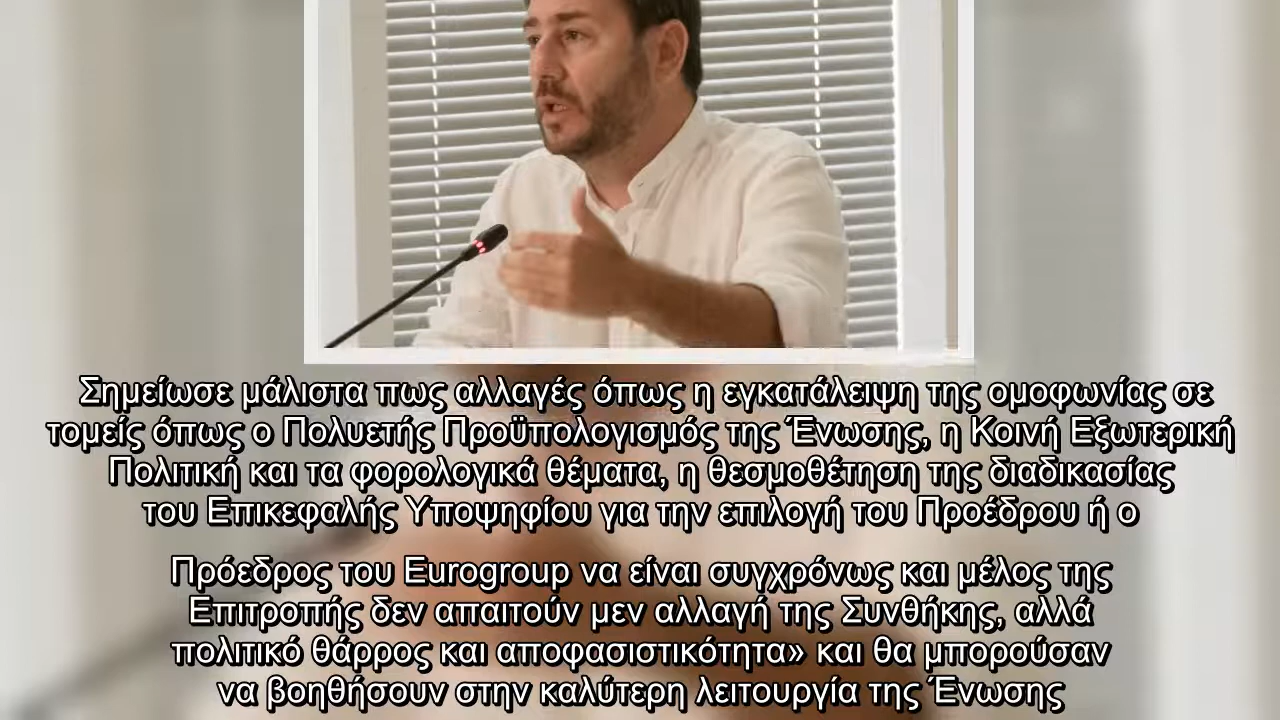 Σημείωσε μάλιστα πως αλλαγές όπως η εγκατάλειψη της ομοφωνίας σε
τομείς όπως ο Πολυετής Προϋπολογισμός της Ένωσης, η Κοινή Εξωτερική
Πολιτική και τα φορολογικά θέματα, η θεσμοθέτηση της διαδικασίας
του Επικεφαλής Υποψηφίου για την επιλογή του Προέδρου ή ο
Πρόεδρος του Eurogroup να είναι συγχρόνως και μέλος της
Επιτροπής δεν απαιτούν μεν αλλαγή της Συνθήκης, αλλά
πολιτικό θάρρος και αποφασιστικότητα» και θα μπορούσαν
να βοηθήσουν στην καλύτερη λειτουργία της Ένωσης